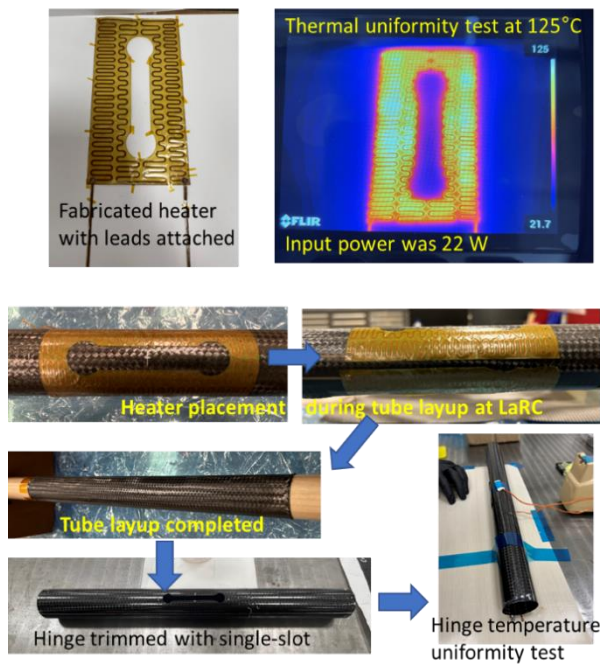 Thermal uniformity test at 125°C
125
Fabricated heater
with leads attached
FLIR
21.7
Input power was 22 W
Heater placement during tube layup at LaRC
Tube layup completed
Hinge trimmed with single-slot
Hinge temperature
uniformity test